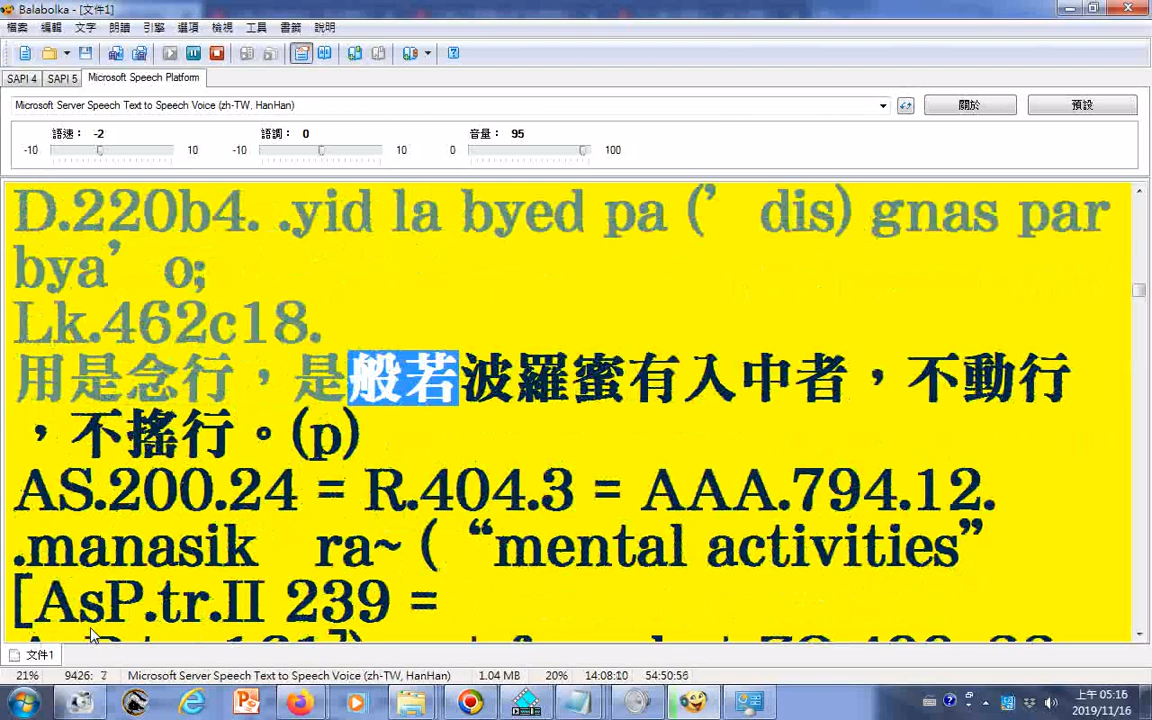 Balabolka - [文件1]
檔案 編輯 文字 朗讀 引擎 選項 檢視 工具 書籤 說明
SAPI 4 SAPI 5 Microsoft Speech Platform
Microsoft Server Speech Text to Speech Voice (zh-TW, HanHan)
關於 預設
語速： -2 語調： 0 音量： 95
-10 10 -10 10 0 100
D.220b4. .yid la byed pa (’dis) gnas par
bya’o;
Lk.462c18.
用是念行，是般若波羅蜜有入中者，不動行
，不搖行。(p)
AS.200.24 = R.404.3 = AAA.794.12.
.manasik ra~ (“mental activities”
[AsP.tr.II 239 =
文件1
21% 9426: 7 Microsoft Server Speech Text to Speech Voice (zh-TW, HanHan) 1.04 MB 20% 14:08:10 54:50:56
上午 05:16
2019/11/16